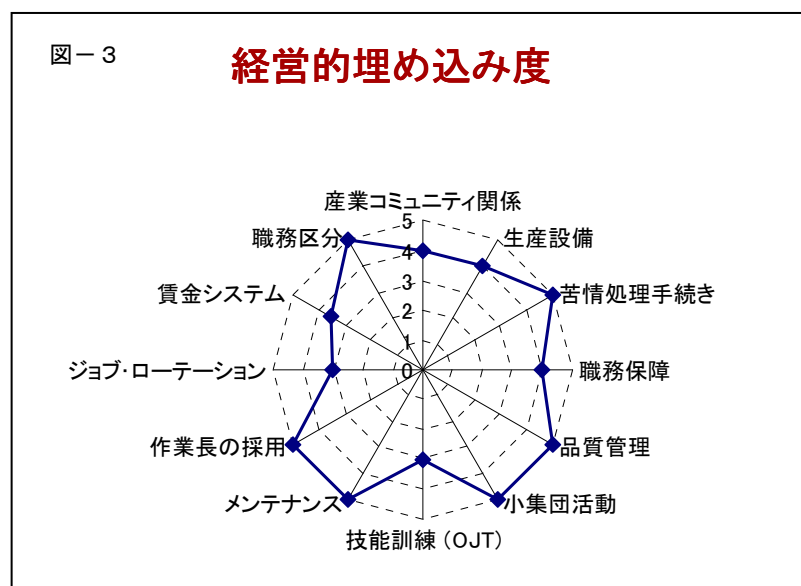 図－3
経営的埋め込み度
産業コミュニティ関係
生産設備
苦情処理手続き
職務保障
品質管理
小集団活動
技能訓練（OJT）
メンテナンス
作業長の採用
ジョブ・ローテーション
賃金システム
職務区分
5
4
3
2
1
0